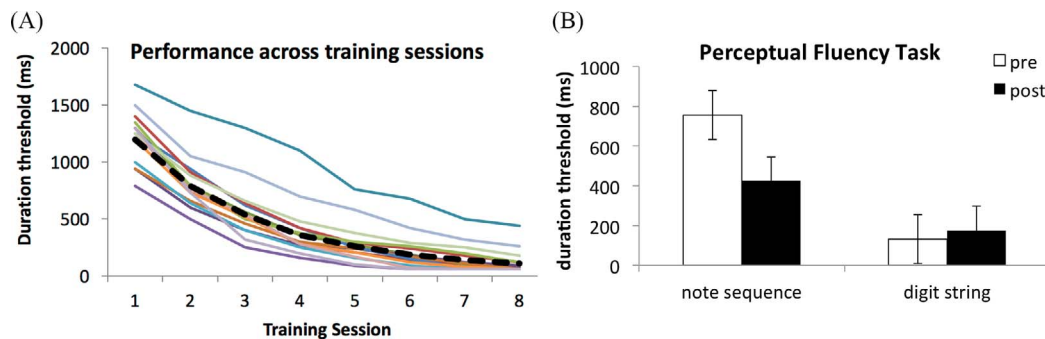 (A)
Performance across training sessions
Duration threshold (ms)
2000
1500
1000
500
0
1 2 3 4 5 6 7 8
Training Session
(B)
Perceptual Fluency Task
pre
post
duration threshold (ms)
1000
800
600
400
200
0
note sequence digit string